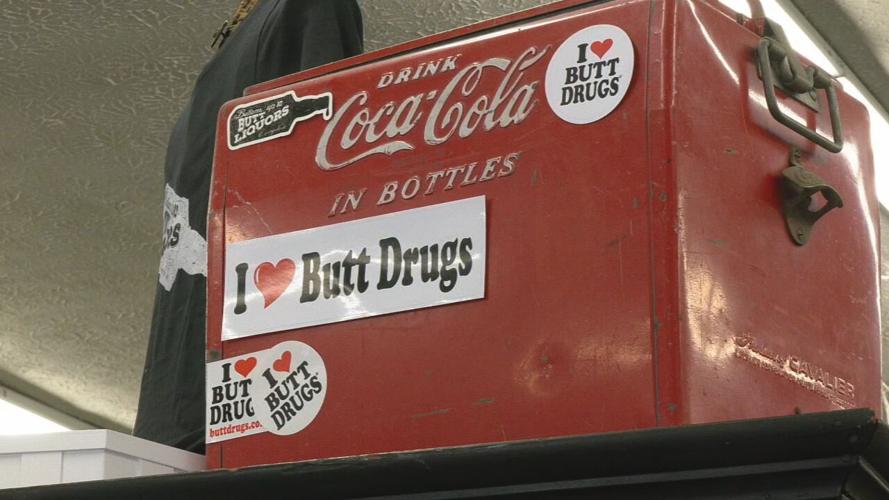 DRINK
Coca-Cola
IN BOTTLES
I ❤
BUTT
DRUGS
Bottoms up to
BUTT
LIQUORS
I ❤ Butt Drugs
I ❤
BUT
DRUG
buttdrugs.co
I ❤
BUTT
DRUGS
CAVALIER